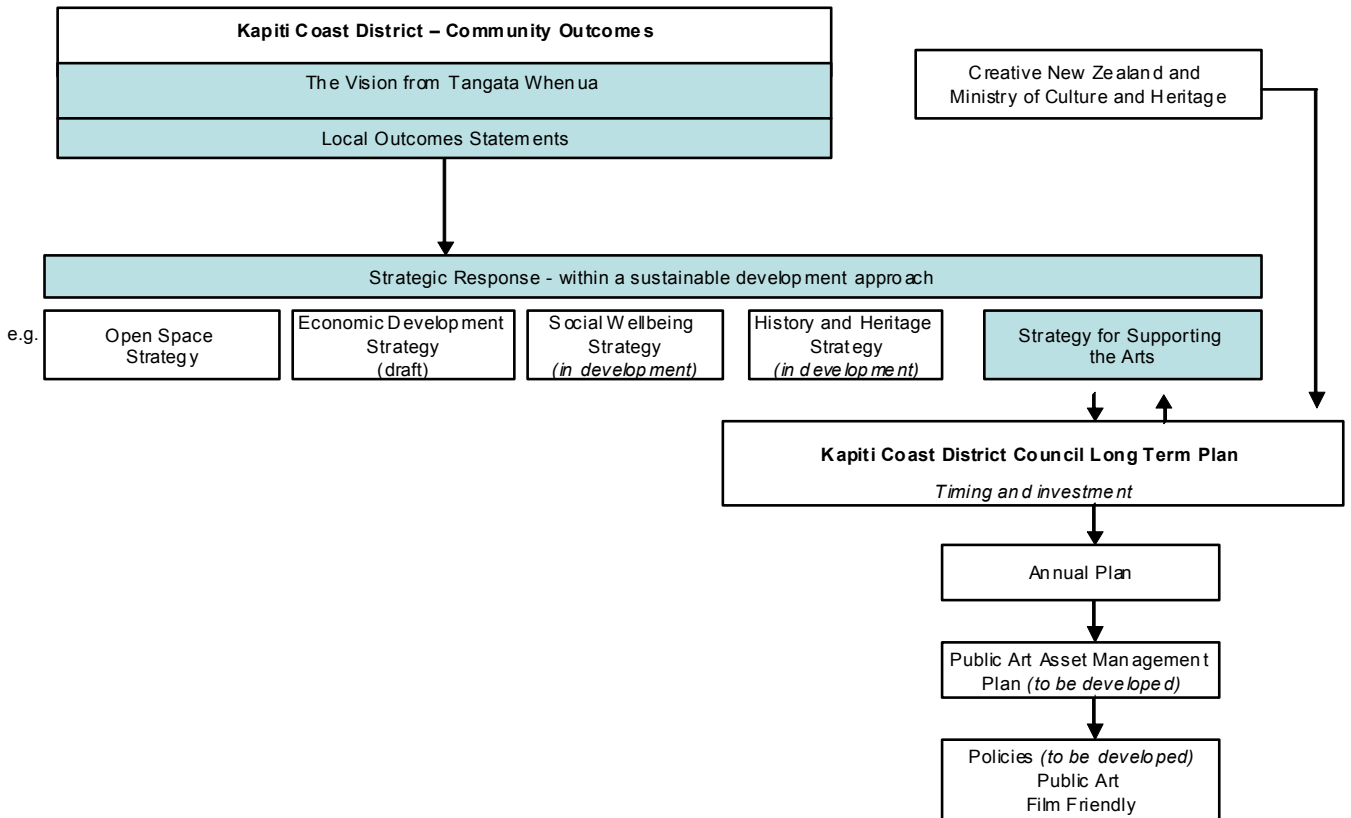 Kapiti Coast District – Community Outcomes
The Vision from Tangata Whenua
Local Outcomes Statements
Creative New Zealand and
Ministry of Culture and Heritage
Strategic Response - within a sustainable development approach
e.g.
Open Space
Strategy
Economic Development
Strategy
(draft)
Social Wellbeing
Strategy
(in development)
History and Heritage
Strategy
(in development)
Strategy for Supporting
the Arts
Kapiti Coast District Council Long Term Plan
Timing and investment
Annual Plan
Public Art Asset Management
Plan (to be developed)
Policies (to be developed)
Public Art
Film Friendly